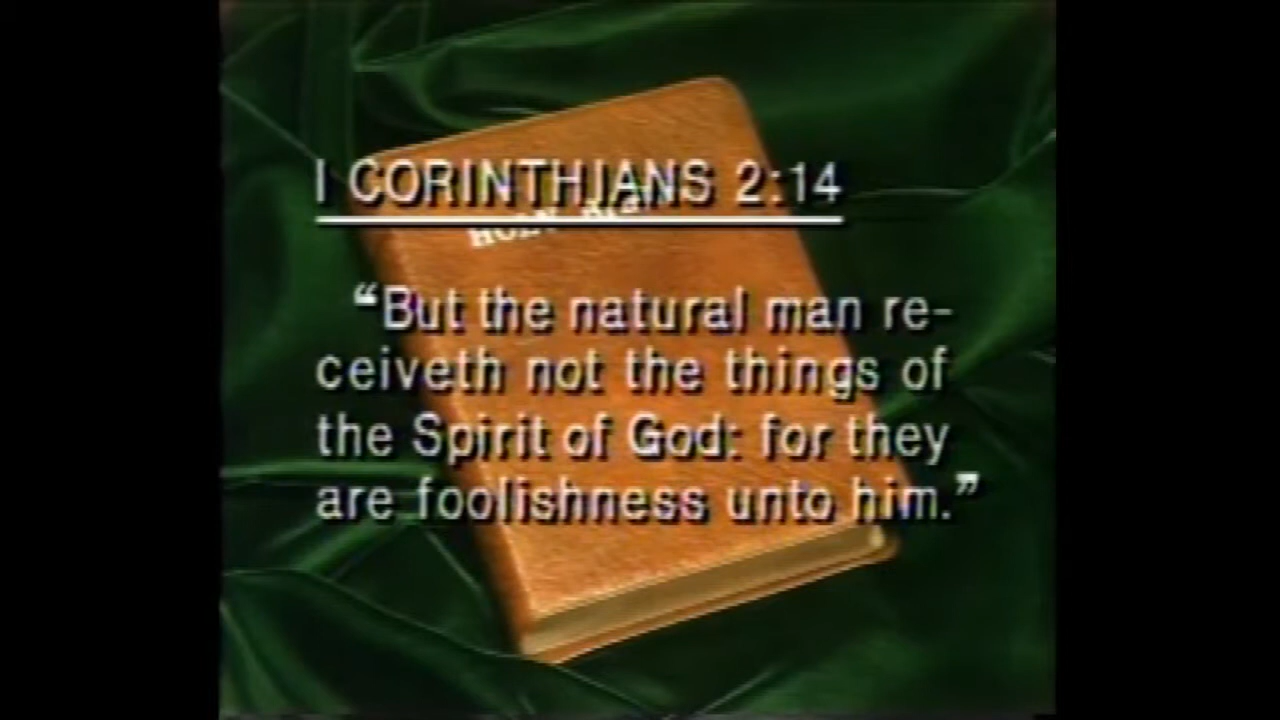 I CORINTHIANS 2:14
HOLY
“But the natural man re-
ceiveth not the things of
the Spirit of God: for they
are foolishness unto him.”